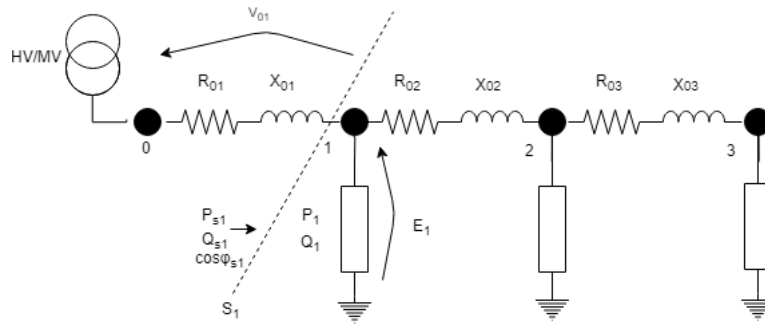 V₀₁
HV/MV
R₀₁
X₀₁
R₀₂
X₀₂
R₀₃
X₀₃
0
1
2
3
Pₛ₁
Qₛ₁
cosφₛ₁
P₁
Q₁
E₁
S₁